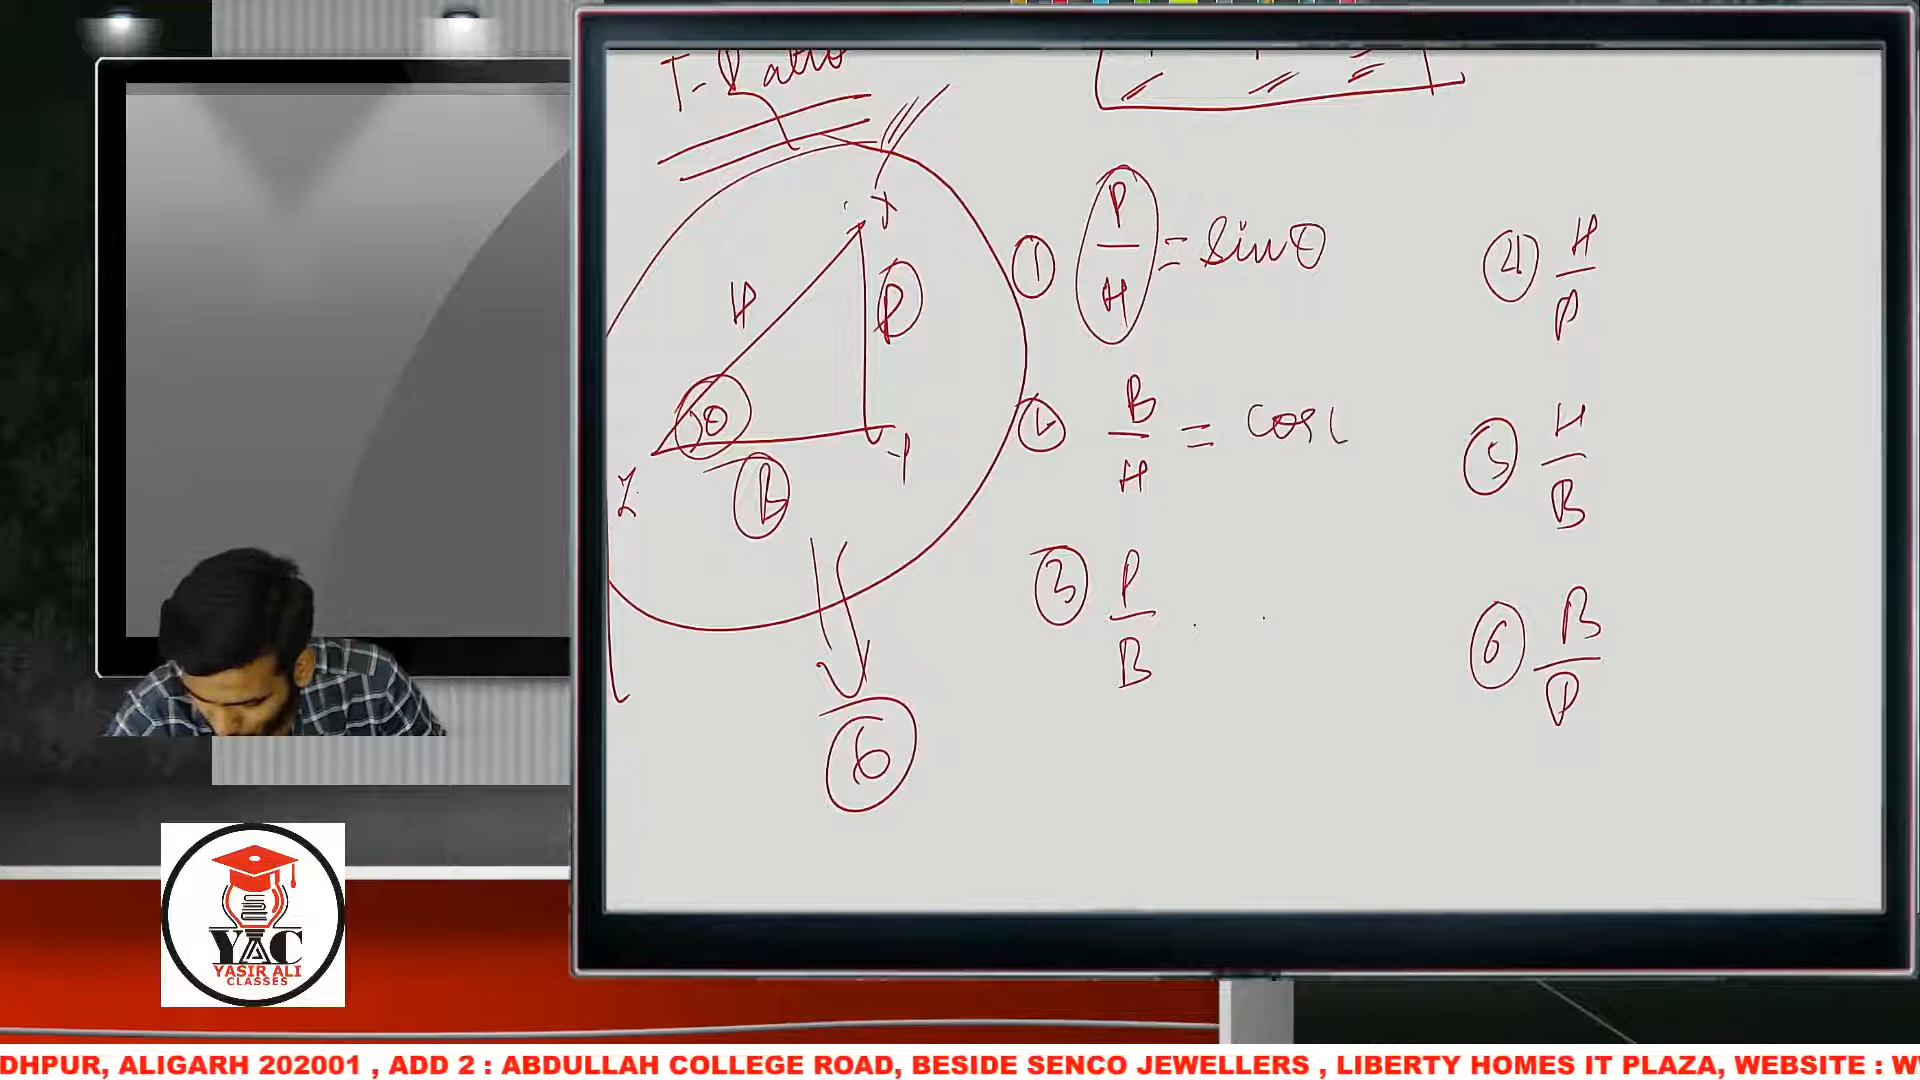 T-Ratio
X
H
P
θ
B
Z
Y
6
① P/H = sinθ
② B/H = cos
③ P/B
④ H/P
⑤ H/B
⑥ B/P
YAC
YASIR ALI
CLASSES
DHPUR, ALIGARH 202001 , ADD 2 : ABDULLAH COLLEGE ROAD, BESIDE SENCO JEWELLERS , LIBERTY HOMES IT PLAZA, WEBSITE : W